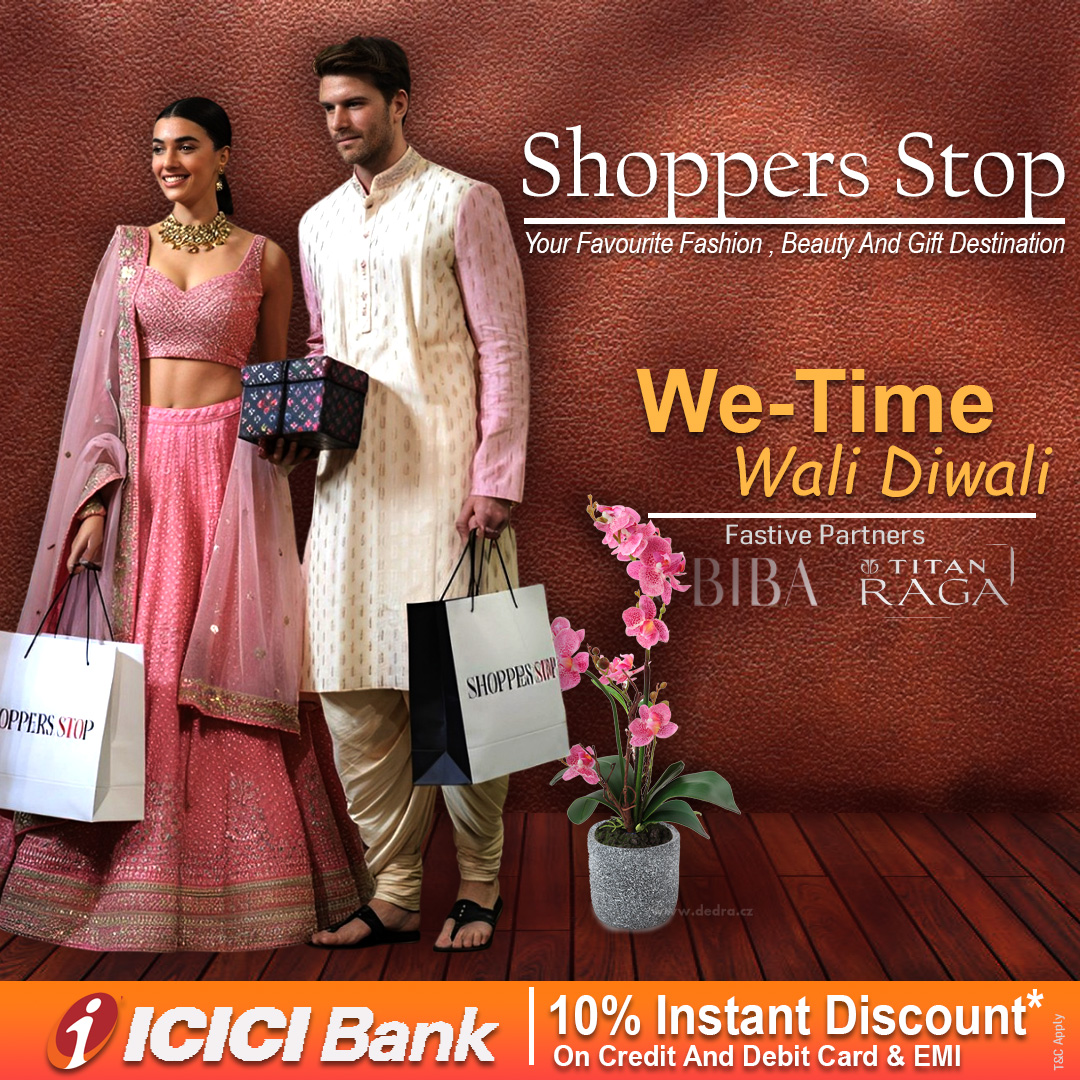 Shoppers Stop
Your Favourite Fashion , Beauty And Gift Destination
We-Time
Wali Diwali
Fastive Partners
BIBA
TITAN
RAGA
SHOPPERS STOP
OPPERS STOP
www.dedra.cz
ICICI Bank
10% Instant Discount*
On Credit And Debit Card & EMI
T&C Apply